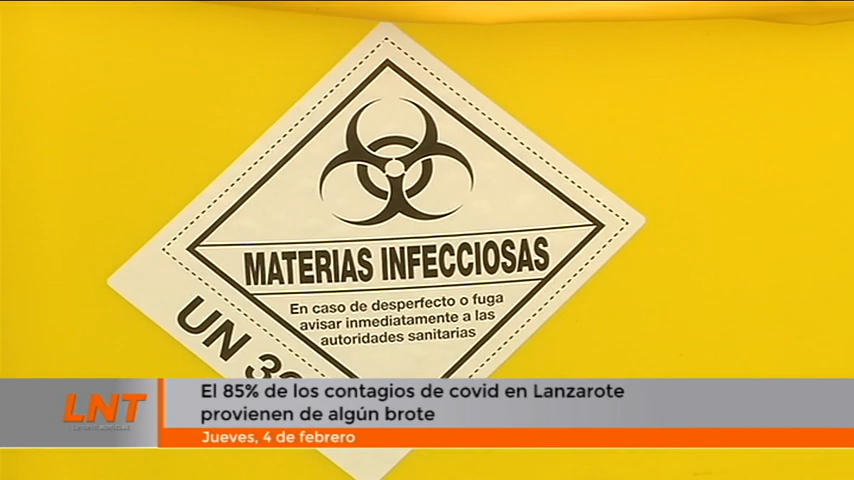 MATERIAS INFECCIOSAS
En caso de desperfecto o fuga
avisar inmediatamente a las
autoridades sanitarias
UN
El 85% de los contagios de covid en Lanzarote
provienen de algún brote
LNT
Jueves, 4 de febrero